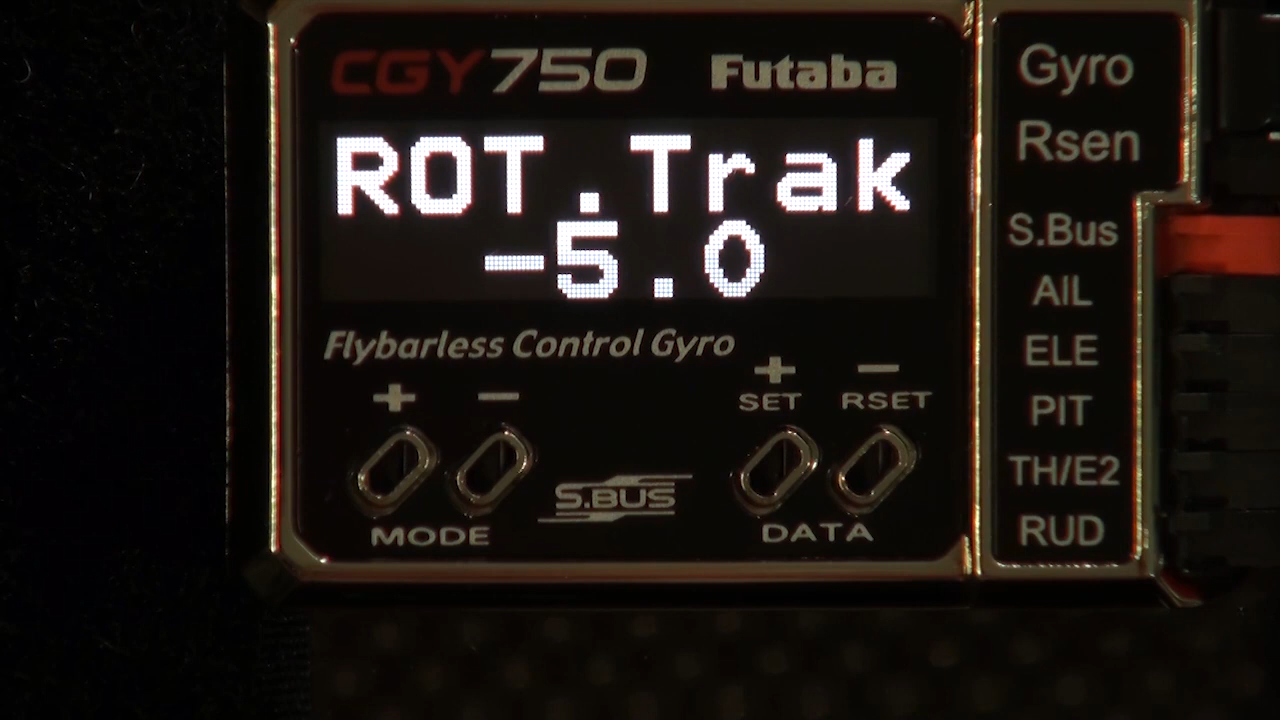 CGY750 Futaba
ROT.Trak
-5.0
Flybarless Control Gyro
+ − + −
SET RSET
S.BUS
MODE DATA
Gyro
Rsen
S.Bus
AIL
ELE
PIT
TH/E2
RUD